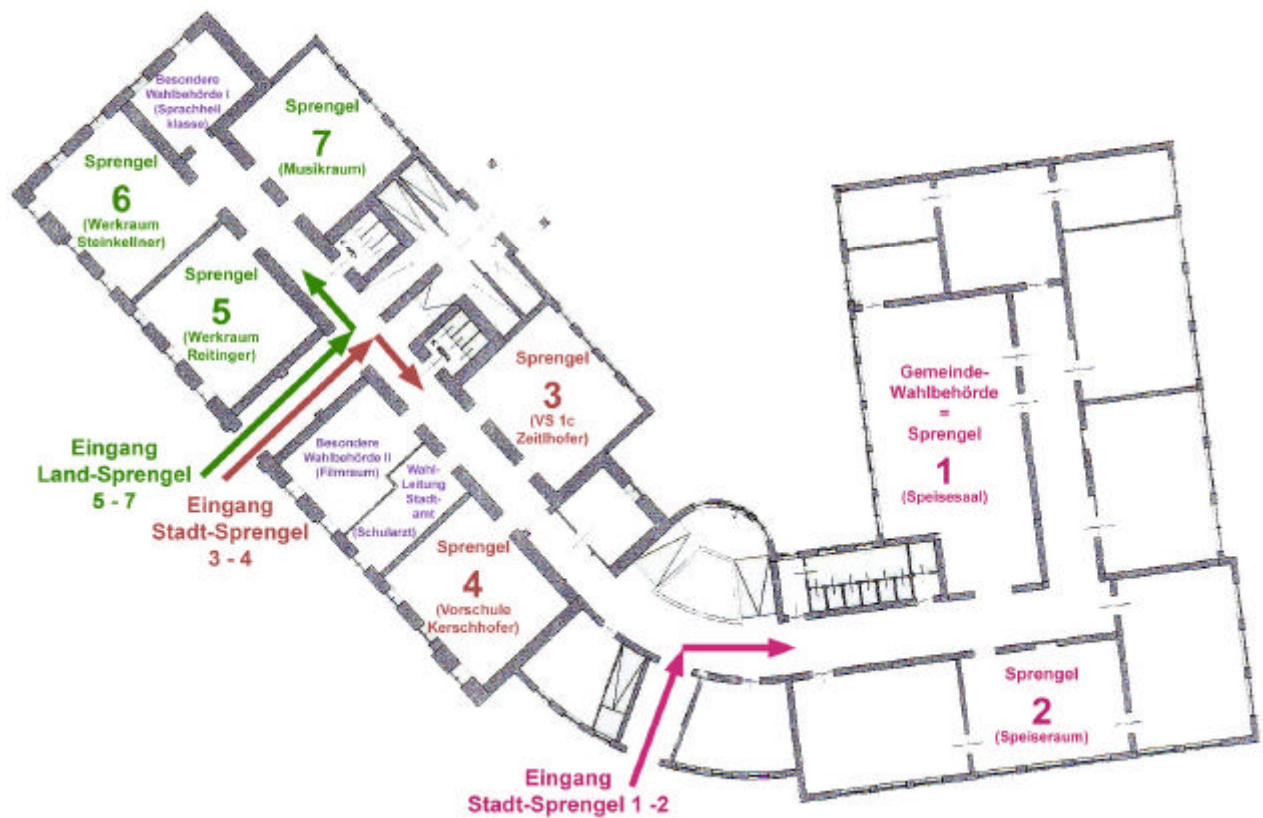 Besondere
Wahlbehörde I
(Sprachheil
klasse)
Sprengel
7
(Musikraum)
Sprengel
6
(Werkraum
Steinkellner)
Sprengel
5
(Werkraum
Reitinger)
Sprengel
3
(VS 1c
Zeitlhofer)
Gemeinde-
Wahlbehörde
=
Sprengel
1
(Speisesaal)
Eingang
Land-Sprengel
5 - 7
Eingang
Stadt-Sprengel
3 - 4
Besondere
Wahlbehörde II
(Filmraum)
Wahl-
Leitung
Stadt-
amt
(Schularzt)
Sprengel
4
(Vorschule
Kerschhofer)
Sprengel
2
(Speiseraum)
Eingang
Stadt-Sprengel 1 -2